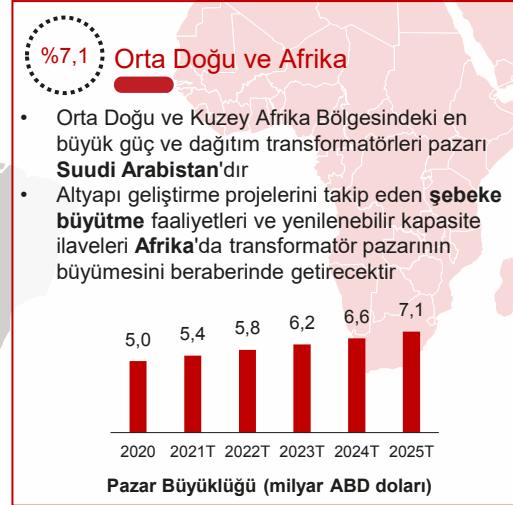 %7,1
Orta Doğu ve Afrika
• Orta Doğu ve Kuzey Afrika Bölgesindeki en
büyük güç ve dağıtım transformatörleri pazarı
Suudi Arabistan'dır
• Altyapı geliştirme projelerini takip eden şebeke
büyütme faaliyetleri ve yenilenebilir kapasite
ilaveleri Afrika'da transformatör pazarının
büyümesini beraberinde getirecektir
5,0 5,4 5,8 6,2 6,6 7,1
2020 2021T 2022T 2023T 2024T 2025T
Pazar Büyüklüğü (milyar ABD doları)